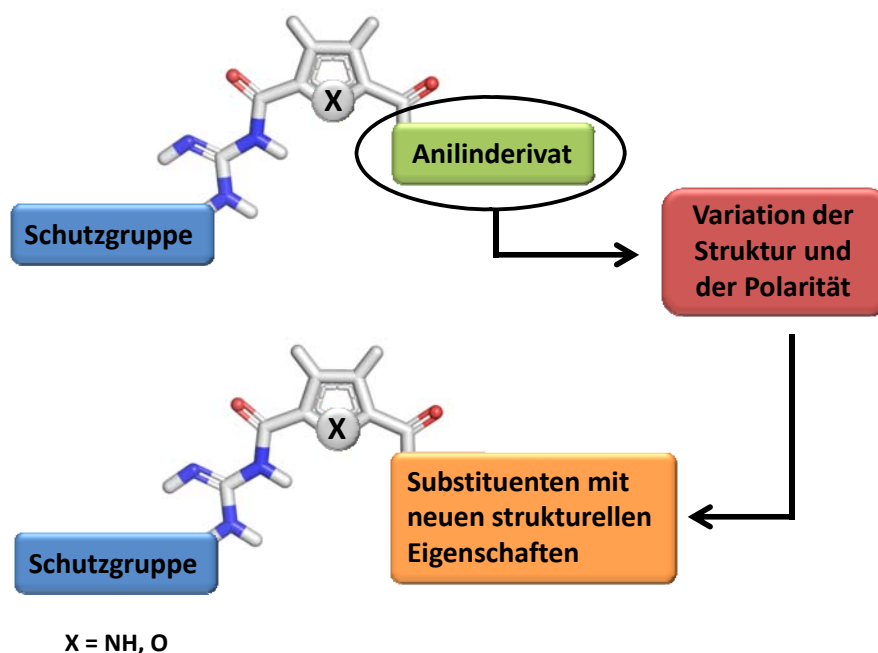 X
Anilinderivat
Schutzgruppe
Variation der
Struktur und
der Polarität
X
Substituenten mit
neuen strukturellen
Eigenschaften
Schutzgruppe
X = NH, O